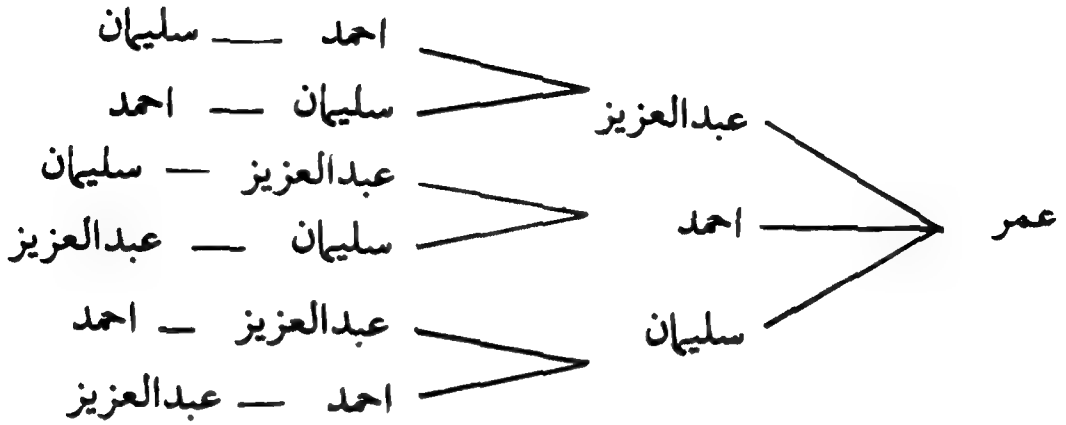 احمد — سليمان
سليمان — احمد
عبدالعزيز
عبدالعزيز — سليمان
احمد
عمر
سليمان — عبدالعزيز
سليمان
عبدالعزيز — احمد
احمد — عبدالعزيز